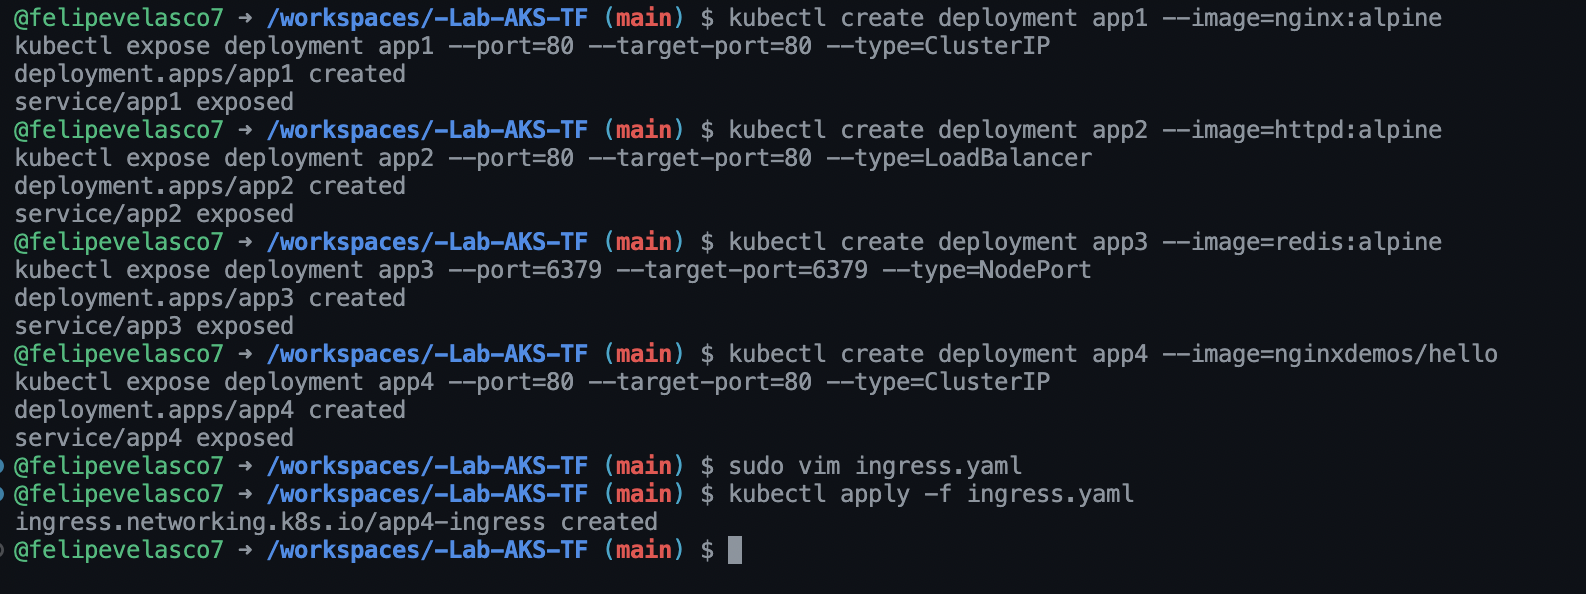 @felipevelasco7 → /workspaces/-Lab-AKS-TF (main) $ kubectl create deployment app1 --image=nginx:alpine
kubectl expose deployment app1 --port=80 --target-port=80 --type=ClusterIP
deployment.apps/app1 created
service/app1 exposed
@felipevelasco7 → /workspaces/-Lab-AKS-TF (main) $ kubectl create deployment app2 --image=httpd:alpine
kubectl expose deployment app2 --port=80 --target-port=80 --type=LoadBalancer
deployment.apps/app2 created
service/app2 exposed
@felipevelasco7 → /workspaces/-Lab-AKS-TF (main) $ kubectl create deployment app3 --image=redis:alpine
kubectl expose deployment app3 --port=6379 --target-port=6379 --type=NodePort
deployment.apps/app3 created
service/app3 exposed
@felipevelasco7 → /workspaces/-Lab-AKS-TF (main) $ kubectl create deployment app4 --image=nginxdemos/hello
kubectl expose deployment app4 --port=80 --target-port=80 --type=ClusterIP
deployment.apps/app4 created
service/app4 exposed
@felipevelasco7 → /workspaces/-Lab-AKS-TF (main) $ sudo vim ingress.yaml
@felipevelasco7 → /workspaces/-Lab-AKS-TF (main) $ kubectl apply -f ingress.yaml
ingress.networking.k8s.io/app4-ingress created
@felipevelasco7 → /workspaces/-Lab-AKS-TF (main) $